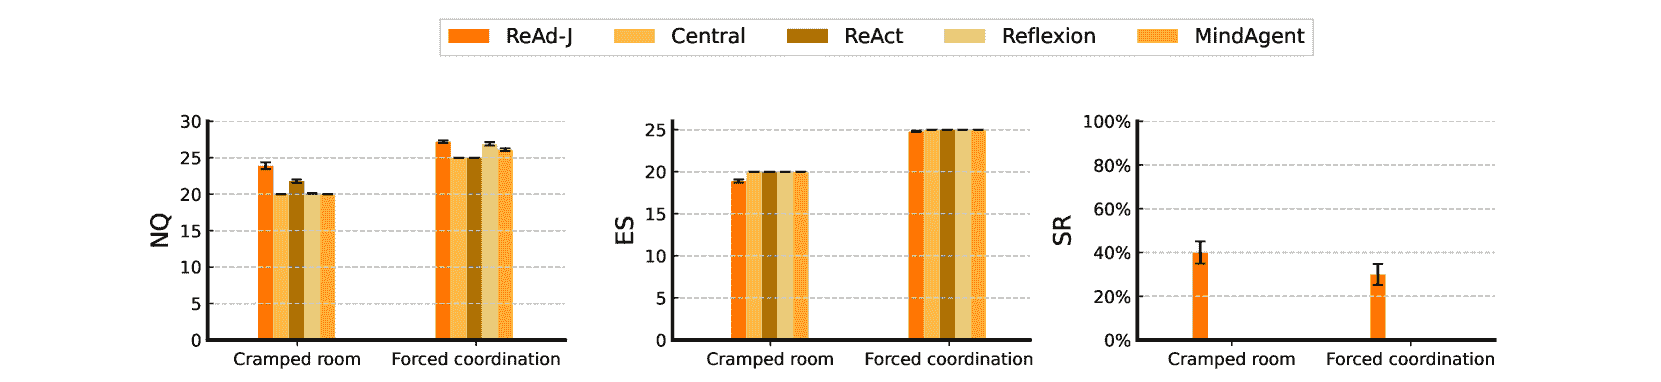 ReAd-J Central ReAct Reflexion MindAgent
NQ
30
25
20
15
10
5
0
Cramped room Forced coordination
ES
25
20
15
10
5
0
Cramped room Forced coordination
SR
100%
80%
60%
40%
20%
0%
Cramped room Forced coordination